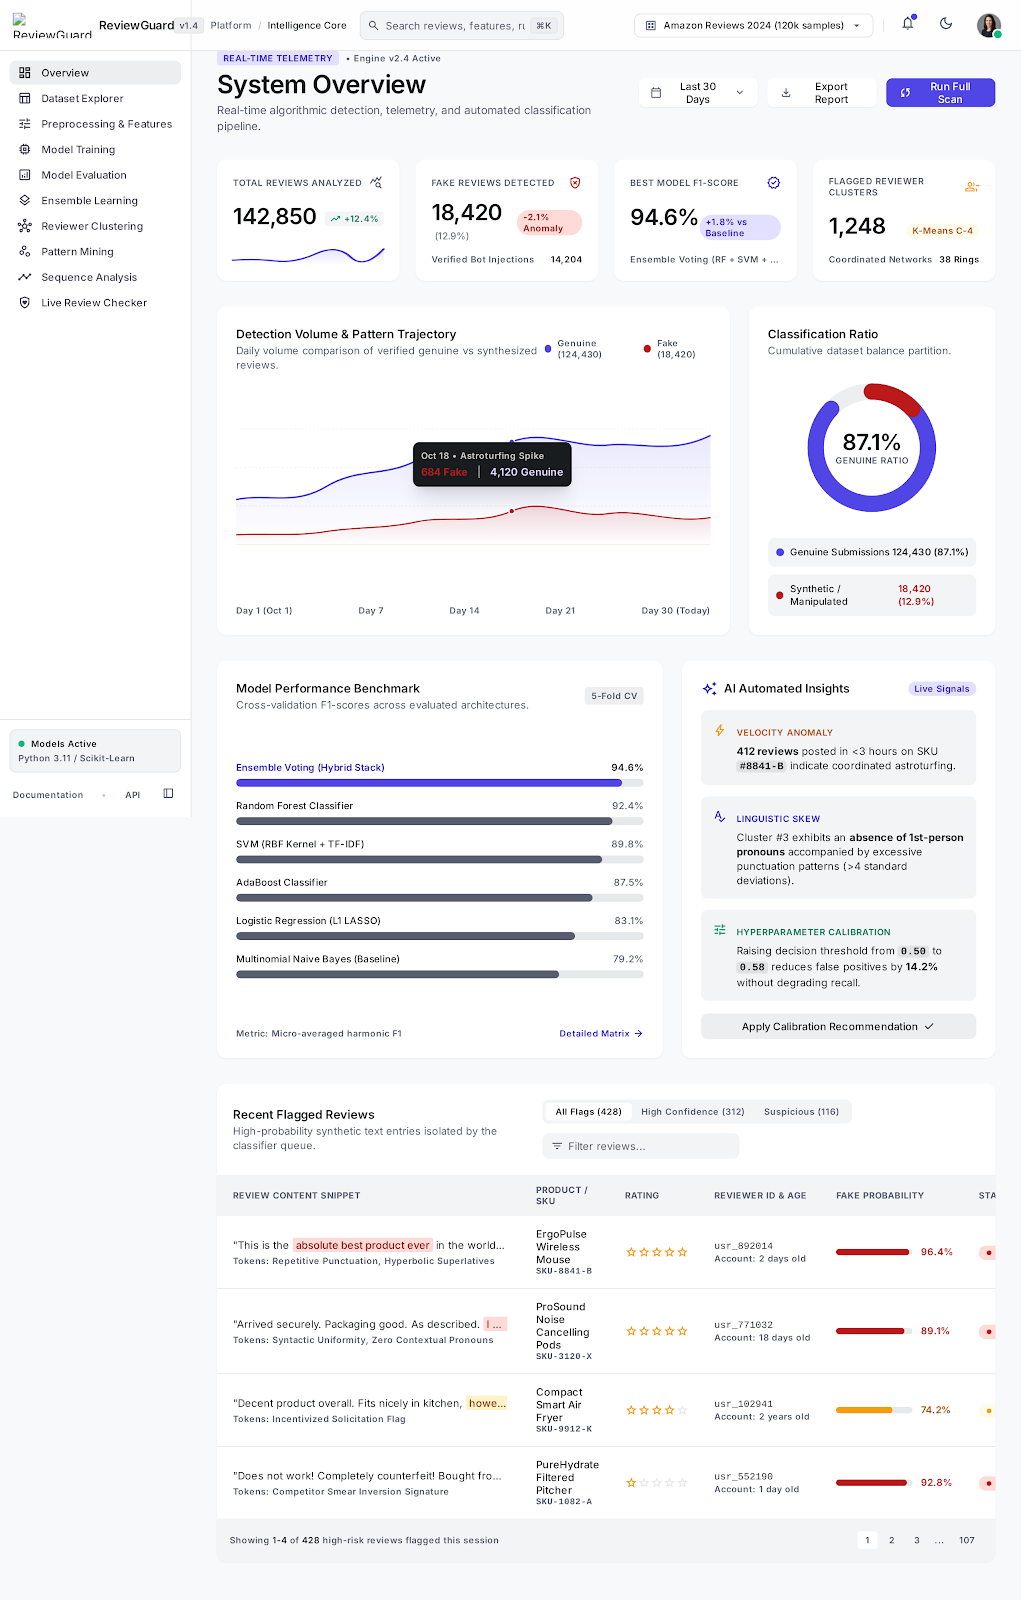 ReviewGuard
ReviewGuard
v1.4
Platform / Intelligence Core
Search reviews, features, ru
⌘K
Amazon Reviews 2024 (120k samples)
Overview
Dataset Explorer
Preprocessing & Features
Model Training
Model Evaluation
Ensemble Learning
Reviewer Clustering
Pattern Mining
Sequence Analysis
Live Review Checker
Models Active
Python 3.11 / Scikit-Learn
Documentation • API
REAL-TIME TELEMETRY • Engine v2.4 Active
System Overview
Real-time algorithmic detection, telemetry, and automated classification
pipeline.
Last 30
Days
Export
Report
Run Full
Scan
TOTAL REVIEWS ANALYZED
142,850
+12.4%
FAKE REVIEWS DETECTED
18,420
(12.9%)
-2.1%
Anomaly
Verified Bot Injections 14,204
BEST MODEL F1-SCORE
94.6%
+1.8% vs
Baseline
Ensemble Voting (RF + SVM + ...
FLAGGED REVIEWER
CLUSTERS
1,248
K-Means C-4
Coordinated Networks 38 Rings
Detection Volume & Pattern Trajectory
Daily volume comparison of verified genuine vs synthesized
reviews.
Genuine
(124,430)
Fake
(18,420)
Oct 18 • Astroturfing Spike
684 Fake | 4,120 Genuine
Day 1 (Oct 1)
Day 7
Day 14
Day 21
Day 30 (Today)
Classification Ratio
Cumulative dataset balance partition.
87.1%
GENUINE RATIO
Genuine Submissions 124,430 (87.1%)
Synthetic /
Manipulated
18,420
(12.9%)
Model Performance Benchmark
Cross-validation F1-scores across evaluated architectures.
5-Fold CV
Ensemble Voting (Hybrid Stack) 94.6%
Random Forest Classifier 92.4%
SVM (RBF Kernel + TF-IDF) 89.8%
AdaBoost Classifier 87.5%
Logistic Regression (L1 LASSO) 83.1%
Multinomial Naive Bayes (Baseline) 79.2%
Metric: Micro-averaged harmonic F1
Detailed Matrix →
AI Automated Insights
Live Signals
VELOCITY ANOMALY
412 reviews posted in <3 hours on SKU
#8841-B indicate coordinated astroturfing.
LINGUISTIC SKEW
Cluster #3 exhibits an absence of 1st-person
pronouns accompanied by excessive
punctuation patterns (>4 standard
deviations).
HYPERPARAMETER CALIBRATION
Raising decision threshold from 0.50 to
0.58 reduces false positives by 14.2%
without degrading recall.
Apply Calibration Recommendation ✓
Recent Flagged Reviews
High-probability synthetic text entries isolated by the
classifier queue.
All Flags (428)
High Confidence (312)
Suspicious (116)
Filter reviews...
REVIEW CONTENT SNIPPET
PRODUCT /
SKU
RATING
REVIEWER ID & AGE
FAKE PROBABILITY
STA
"This is the absolute best product ever in the world...
Tokens: Repetitive Punctuation, Hyperbolic Superlatives
ErgoPulse
Wireless
Mouse
SKU-8841-B
usr_892014
Account: 2 days old
96.4%
"Arrived securely. Packaging good. As described. I ...
Tokens: Syntactic Uniformity, Zero Contextual Pronouns
ProSound
Noise
Cancelling
Pods
SKU-3120-X
usr_771032
Account: 18 days old
89.1%
"Decent product overall. Fits nicely in kitchen, howe...
Tokens: Incentivized Solicitation Flag
Compact
Smart Air
Fryer
SKU-9912-K
usr_102941
Account: 2 years old
74.2%
"Does not work! Completely counterfeit! Bought fro...
Tokens: Competitor Smear Inversion Signature
PureHydrate
Filtered
Pitcher
SKU-1082-A
usr_552190
Account: 1 day old
92.8%
Showing 1-4 of 428 high-risk reviews flagged this session
1 2 3 ... 107